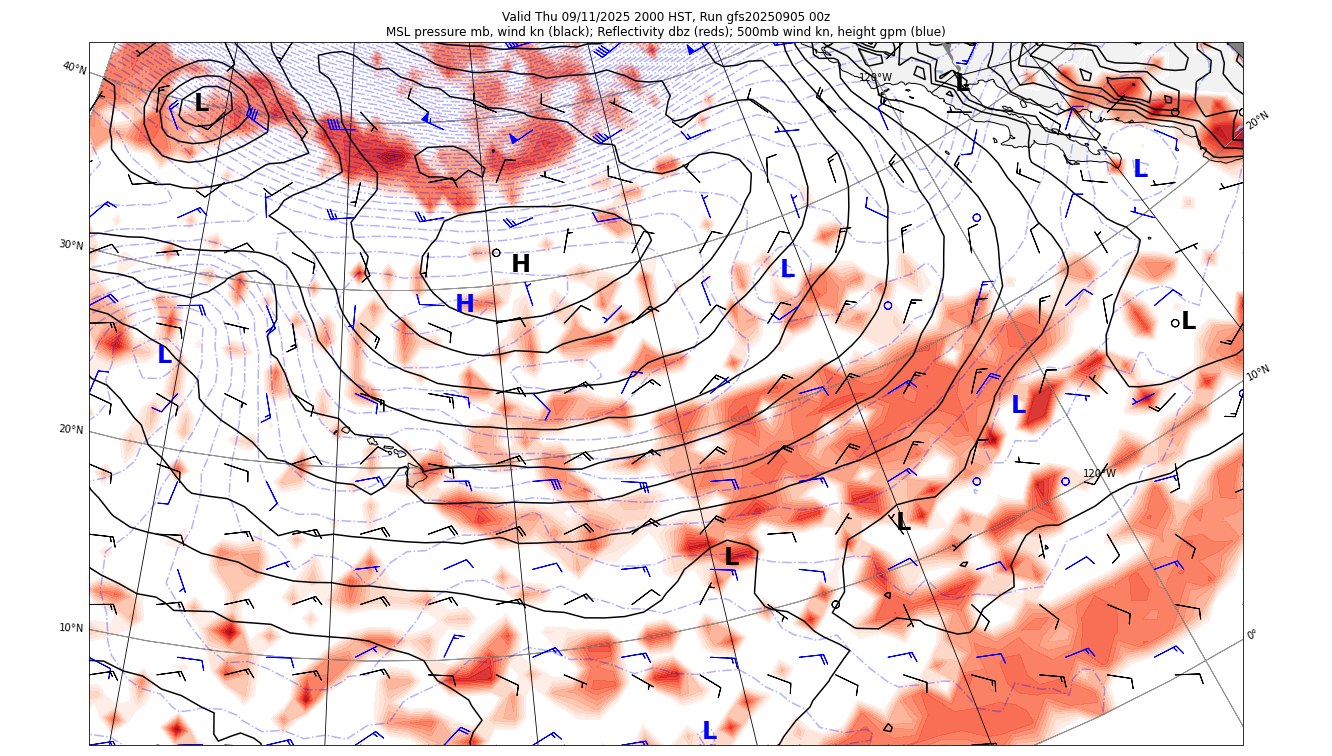 Valid Thu 09/11/2025 2000 HST, Run gfs20250905 00z
MSL pressure mb, wind kn (black); Reflectivity dbz (reds); 500mb wind kn, height gpm (blue)
40°N
120°W
L
L
0
20°N
L
30°N
H
L
H
L
L
10°N
L
20°N
120°W
L
L
10°N
0°
L